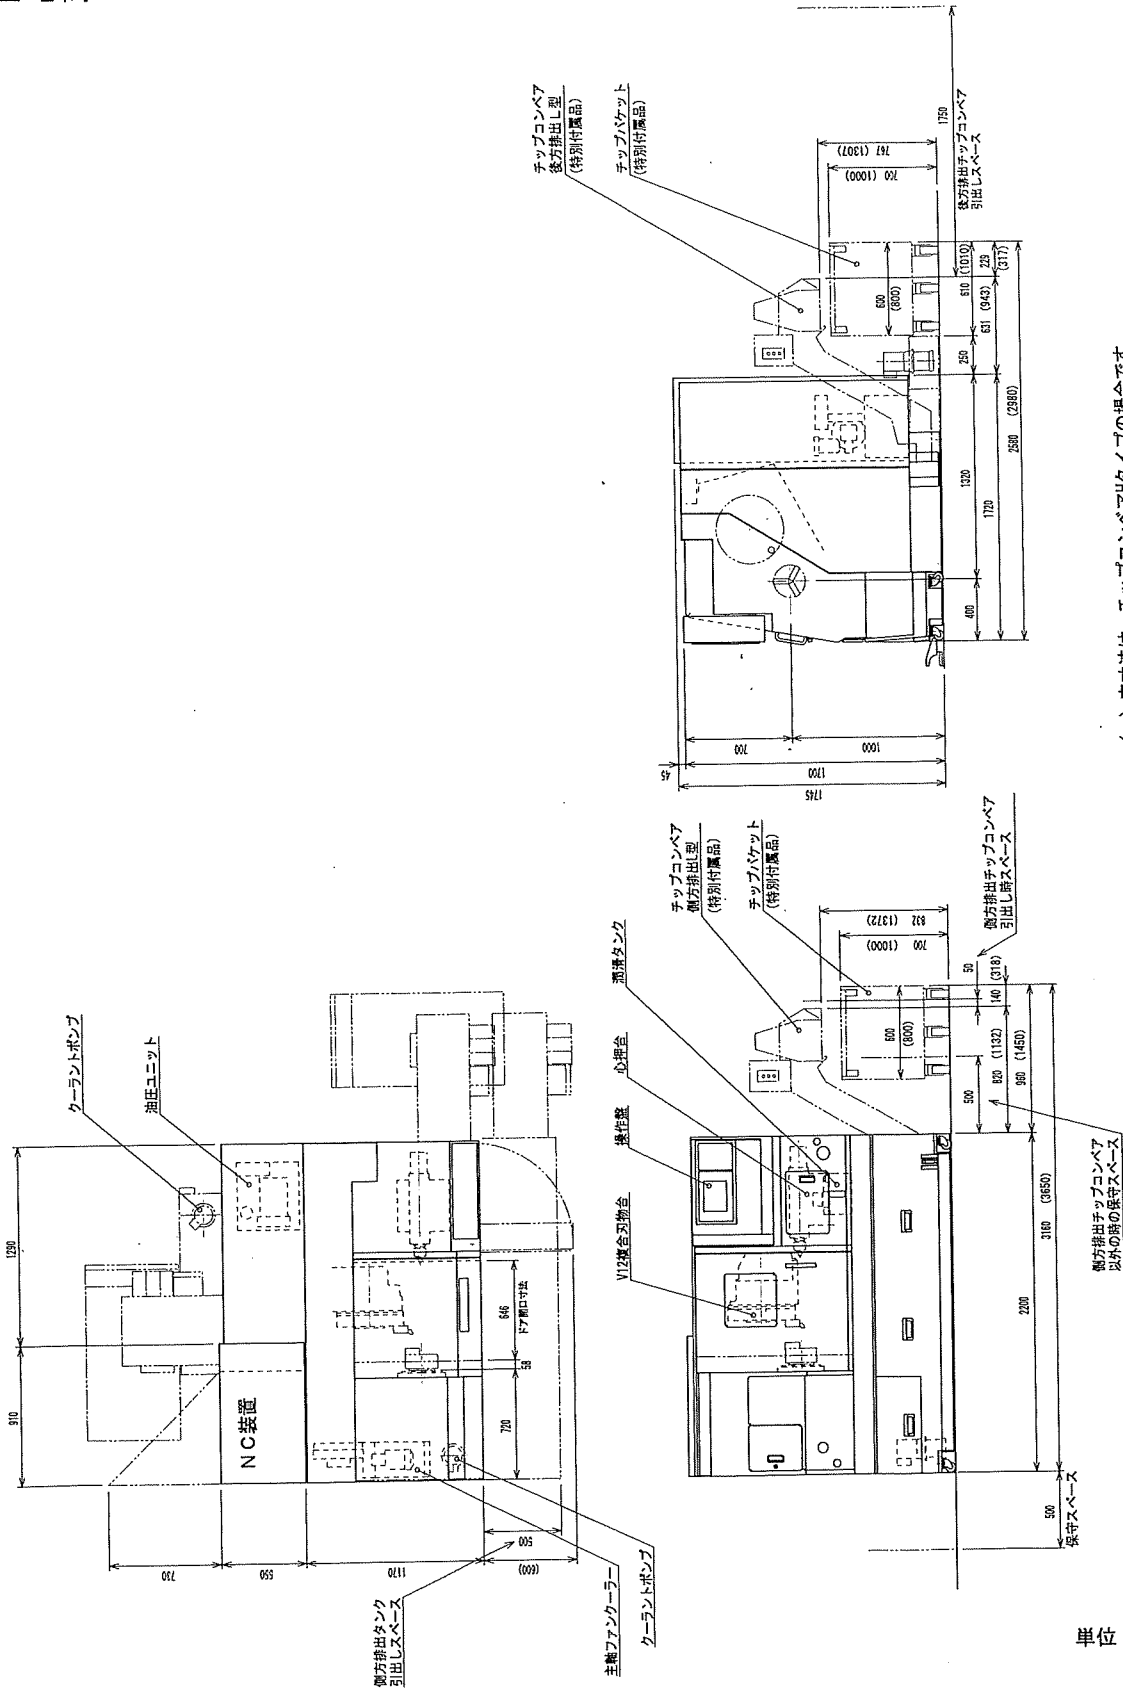 クーラントポンプ
油圧ユニット
1290
910
NC装置
730
550
1170
(600)
500
646
ドア開口寸法
58
720
側方排出タンク
引出しスペース
主軸ファンクーラー
クーラントポンプ
V12複合刃物台
操作盤
心押台
潤滑タンク
チップコンベア
側方排出L型
(特別付属品)
チップバケット
(特別付属品)
832 (1372)
700 (1000)
600
(800)
側方排出チップコンベア
引出し時スペース
50
140 (318)
500
820 (1132)
960 (1450)
2200
3160 (3650)
500
保守スペース
側方排出チップコンベア
以外の時の保守スペース
チップコンベア
後方排出L型
(特別付属品)
チップバケット
(特別付属品)
1750
後方排出チップコンベア
引出しスペース
767 (1307)
700 (1000)
600
(800)
610 (1010)
229
(317)
250
631 (943)
1320
400
1720
2580 (2980)
45
700
1000
1700
1745
単位